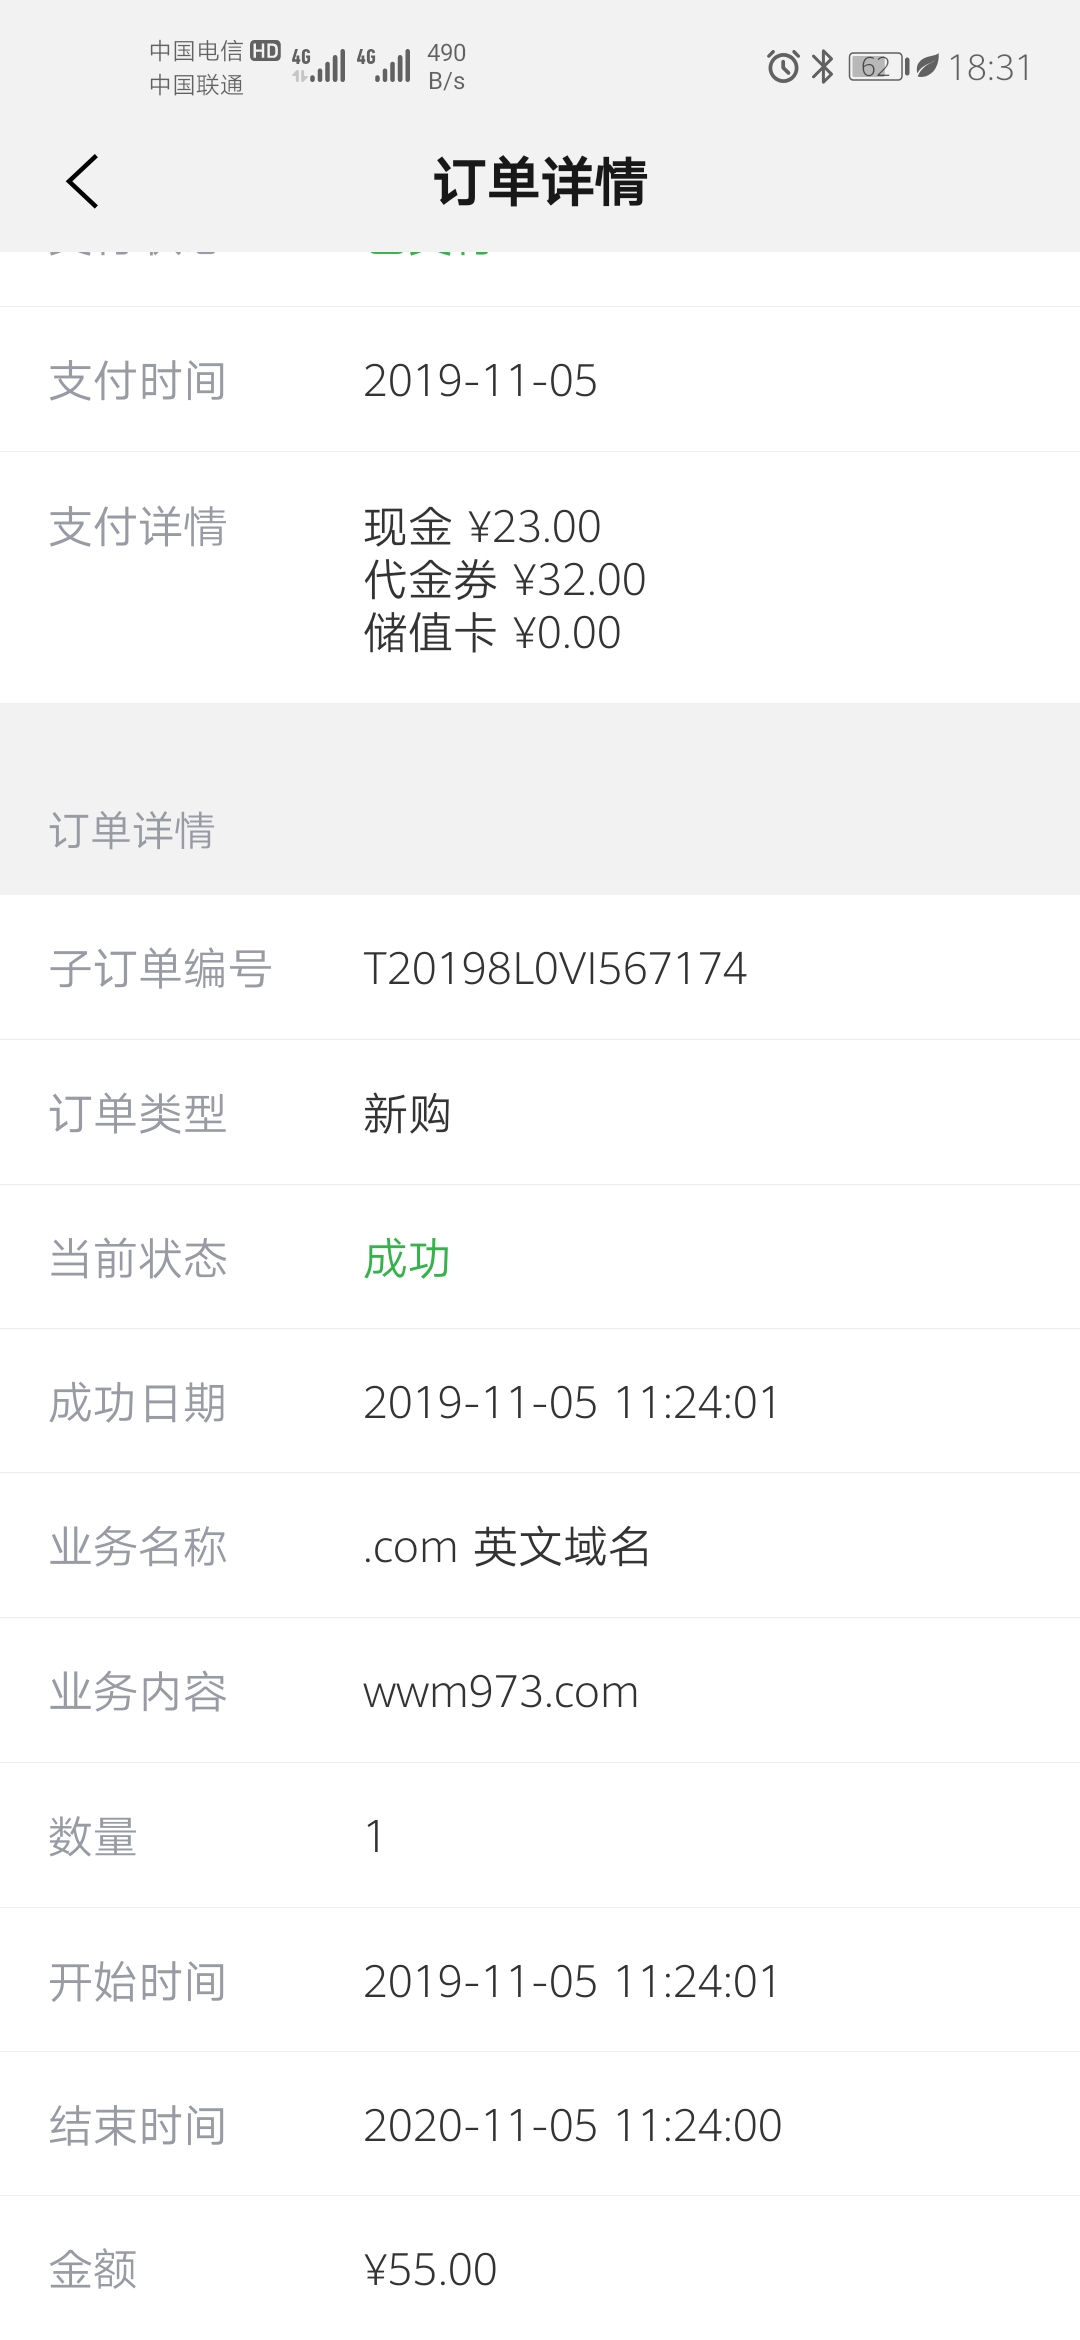 中国电信 HD 4G 4G 490
中国联通 B/s
62 18:31
订单详情
支付时间 2019-11-05
支付详情 现金 ¥23.00
代金券 ¥32.00
储值卡 ¥0.00
订单详情
子订单编号 T20198L0VI567174
订单类型 新购
当前状态 成功
成功日期 2019-11-05 11:24:01
业务名称 .com 英文域名
业务内容 wwm973.com
数量 1
开始时间 2019-11-05 11:24:01
结束时间 2020-11-05 11:24:00
金额 ¥55.00